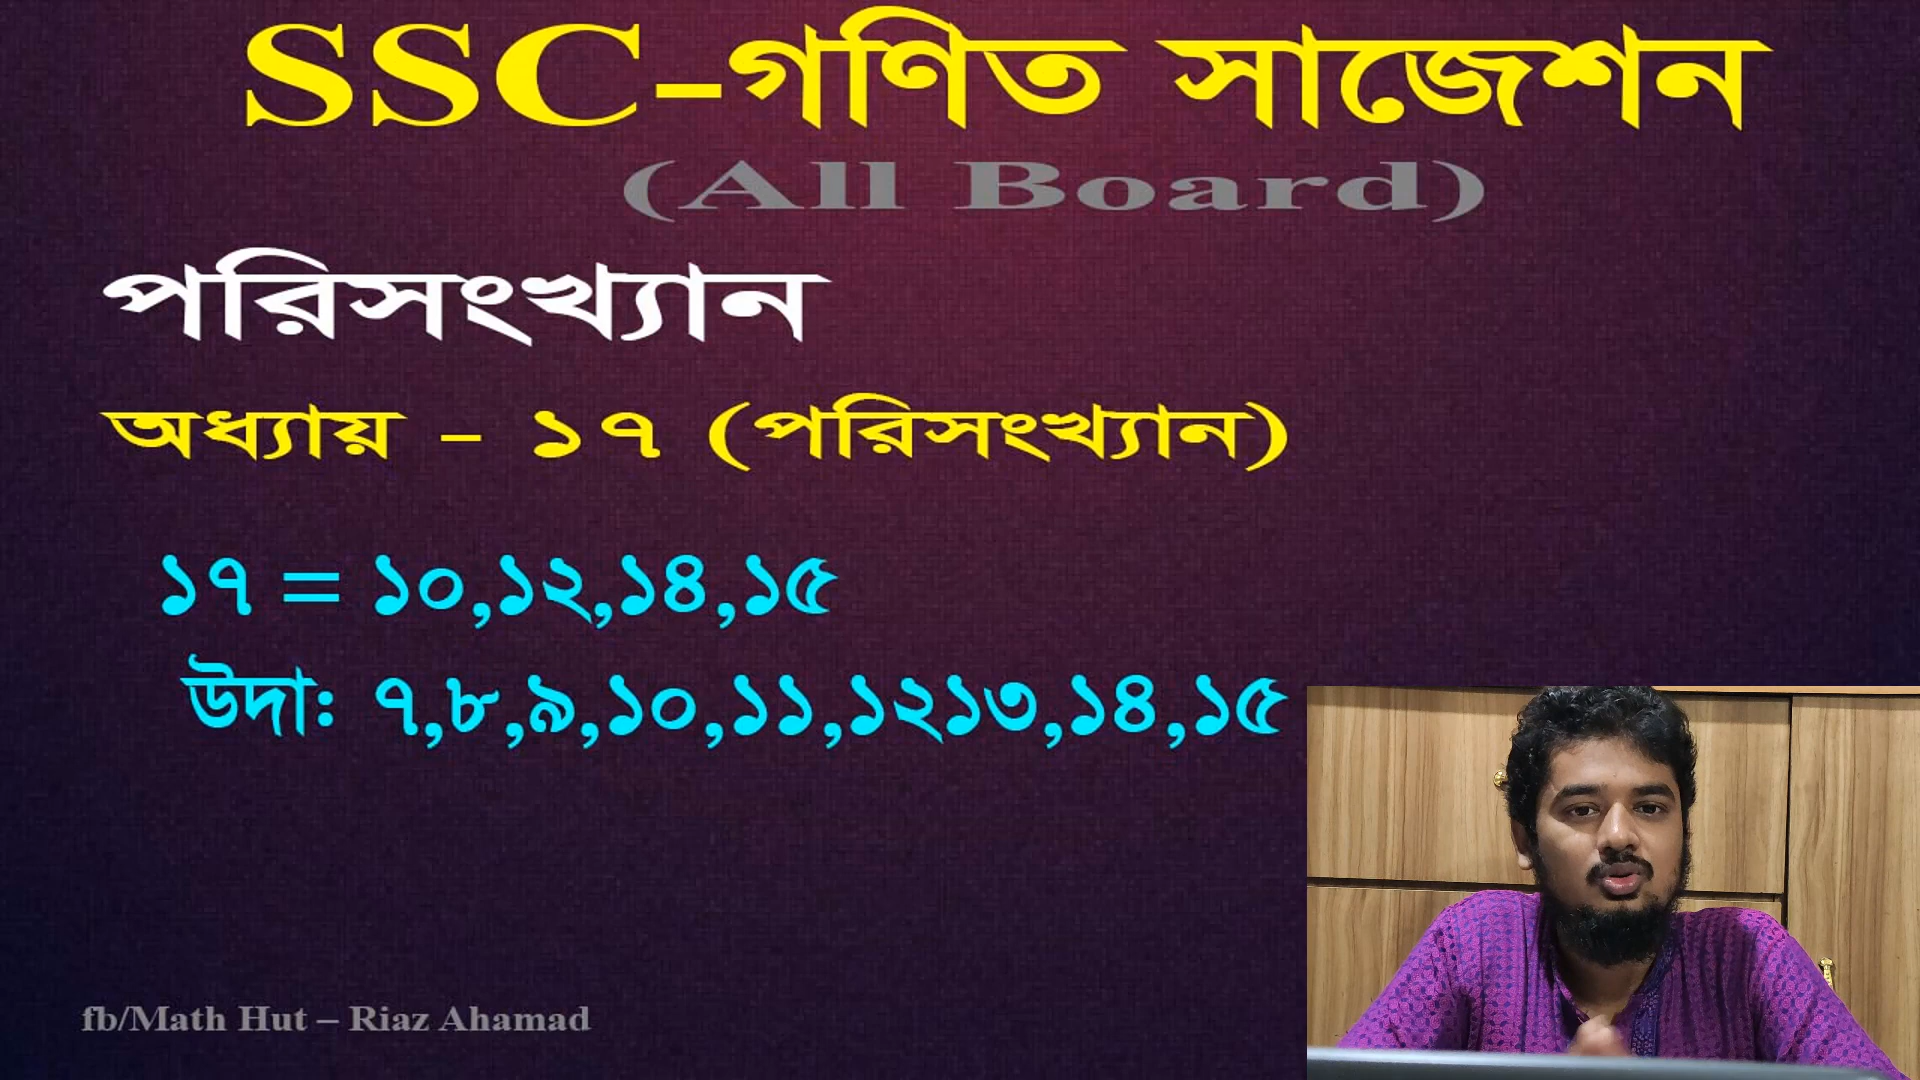 SSC-গণিত সাজেশন
(All Board)
পরিসংখ্যান
অধ্যায় – ১৭ (পরিসংখ্যান)
১৭ = ১০,১২,১৪,১৫
উদাঃ ৭,৮,৯,১০,১১,১২১৩,১৪,১৫
fb/Math Hut – Riaz Ahamad